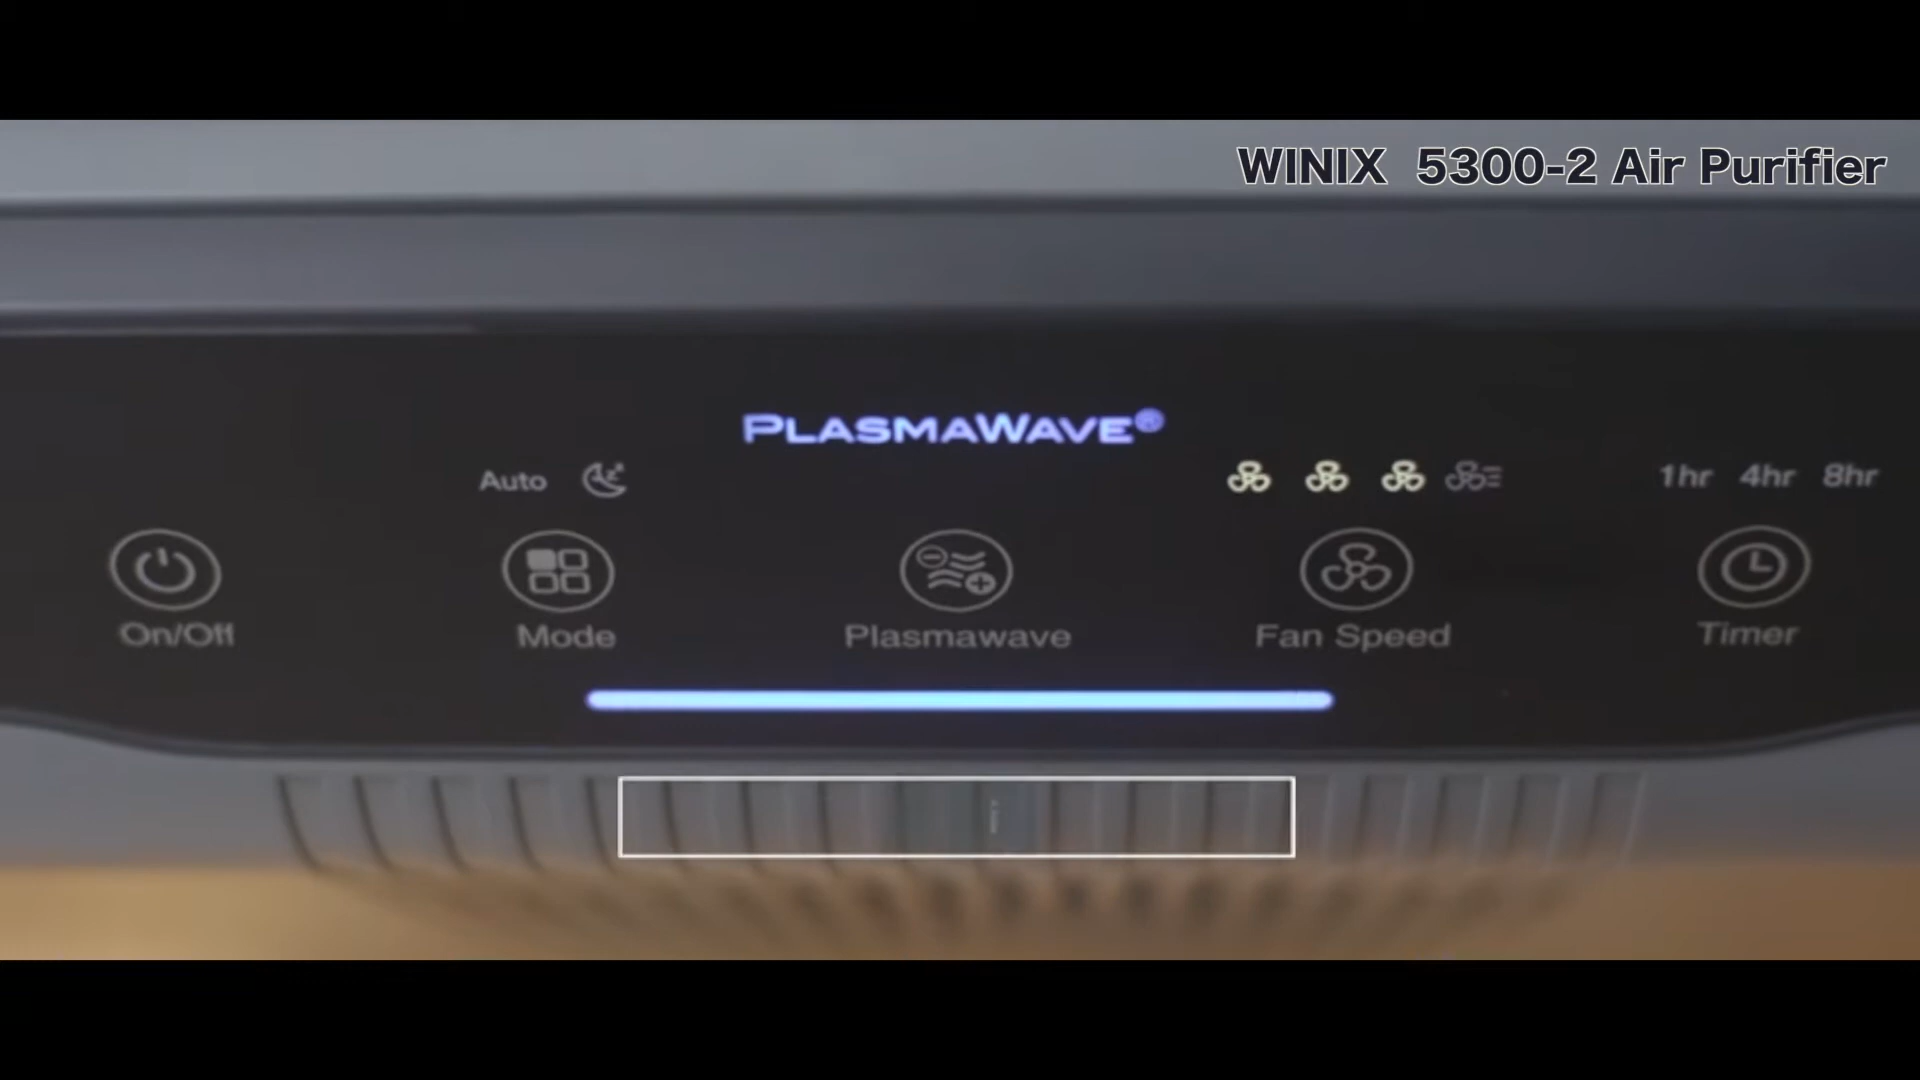 WINIX 5300-2 Air Purifier
PLASMAWAVE®
Auto
1hr 4hr 8hr
On/Off
Mode
Plasmawave
Fan Speed
Timer